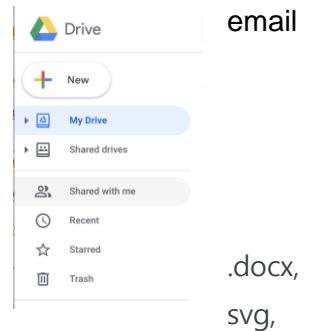 Drive
email
New
My Drive
Shared drives
Shared with me
Recent
Starred
Trash
.docx,
svg,